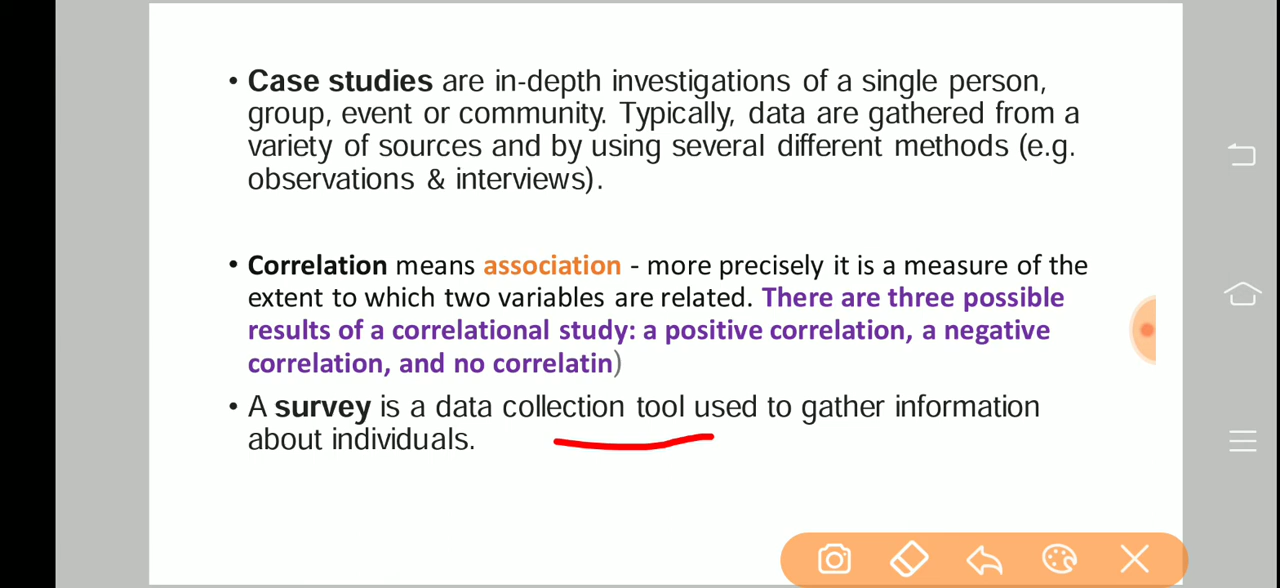 • Case studies are in-depth investigations of a single person,
group, event or community. Typically, data are gathered from a
variety of sources and by using several different methods (e.g.
observations & interviews).
• Correlation means association - more precisely it is a measure of the
extent to which two variables are related. There are three possible
results of a correlational study: a positive correlation, a negative
correlation, and no correlatin)
• A survey is a data collection tool used to gather information
about individuals.